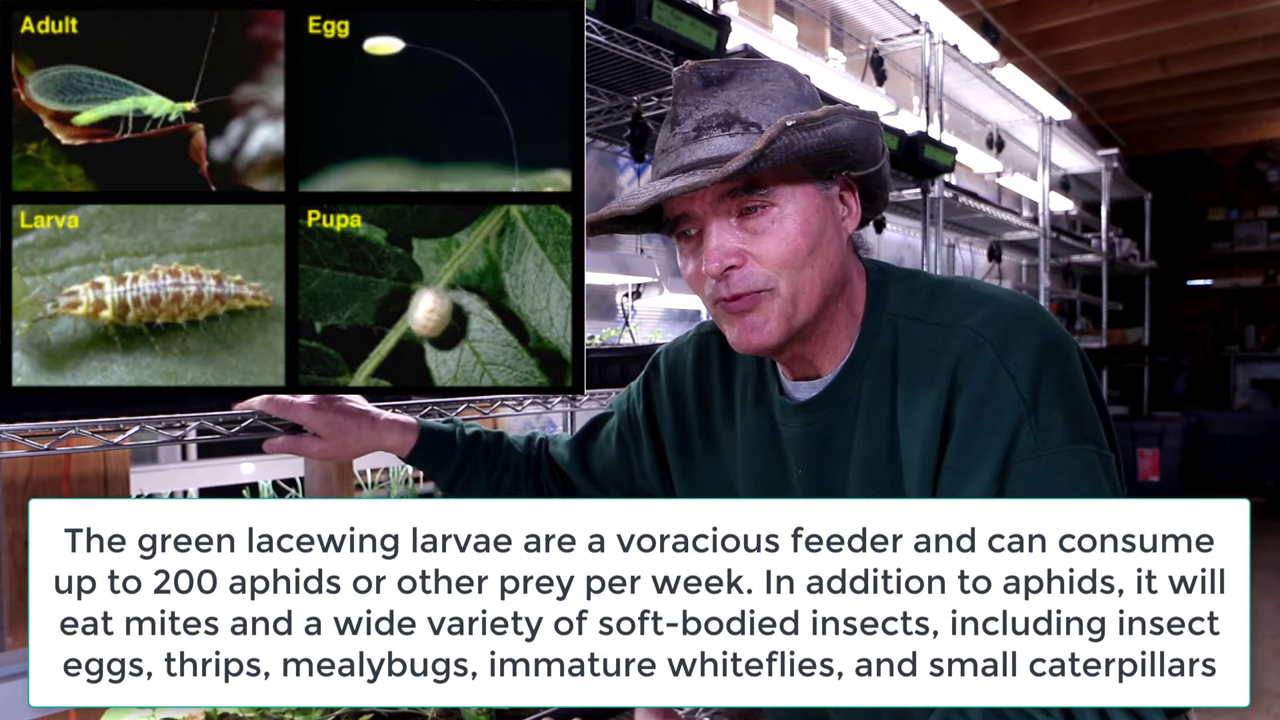 Adult
Egg
Larva
Pupa
The green lacewing larvae are a voracious feeder and can consume
up to 200 aphids or other prey per week. In addition to aphids, it will
eat mites and a wide variety of soft-bodied insects, including insect
eggs, thrips, mealybugs, immature whiteflies, and small caterpillars